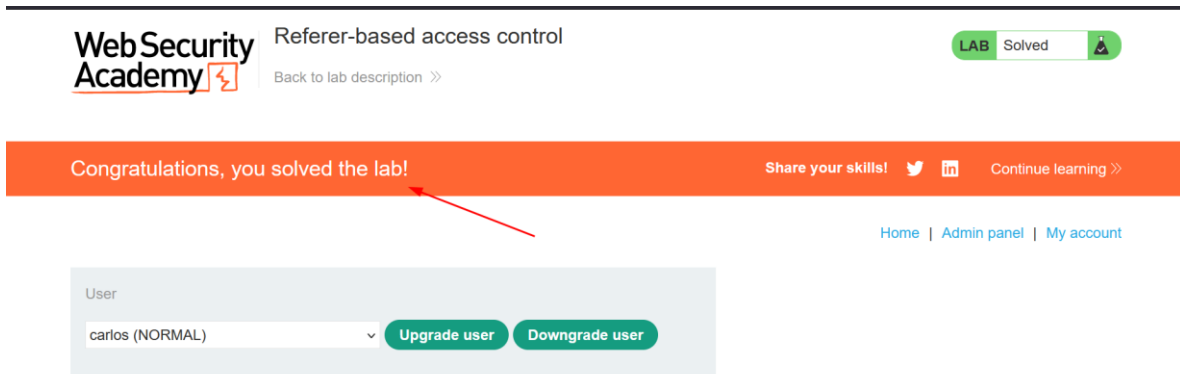 Web Security
Academy
Referer-based access control
Back to lab description
LAB Solved
Congratulations, you solved the lab!
Share your skills!
in
Continue learning
Home | Admin panel | My account
User
carlos (NORMAL)
Upgrade user
Downgrade user